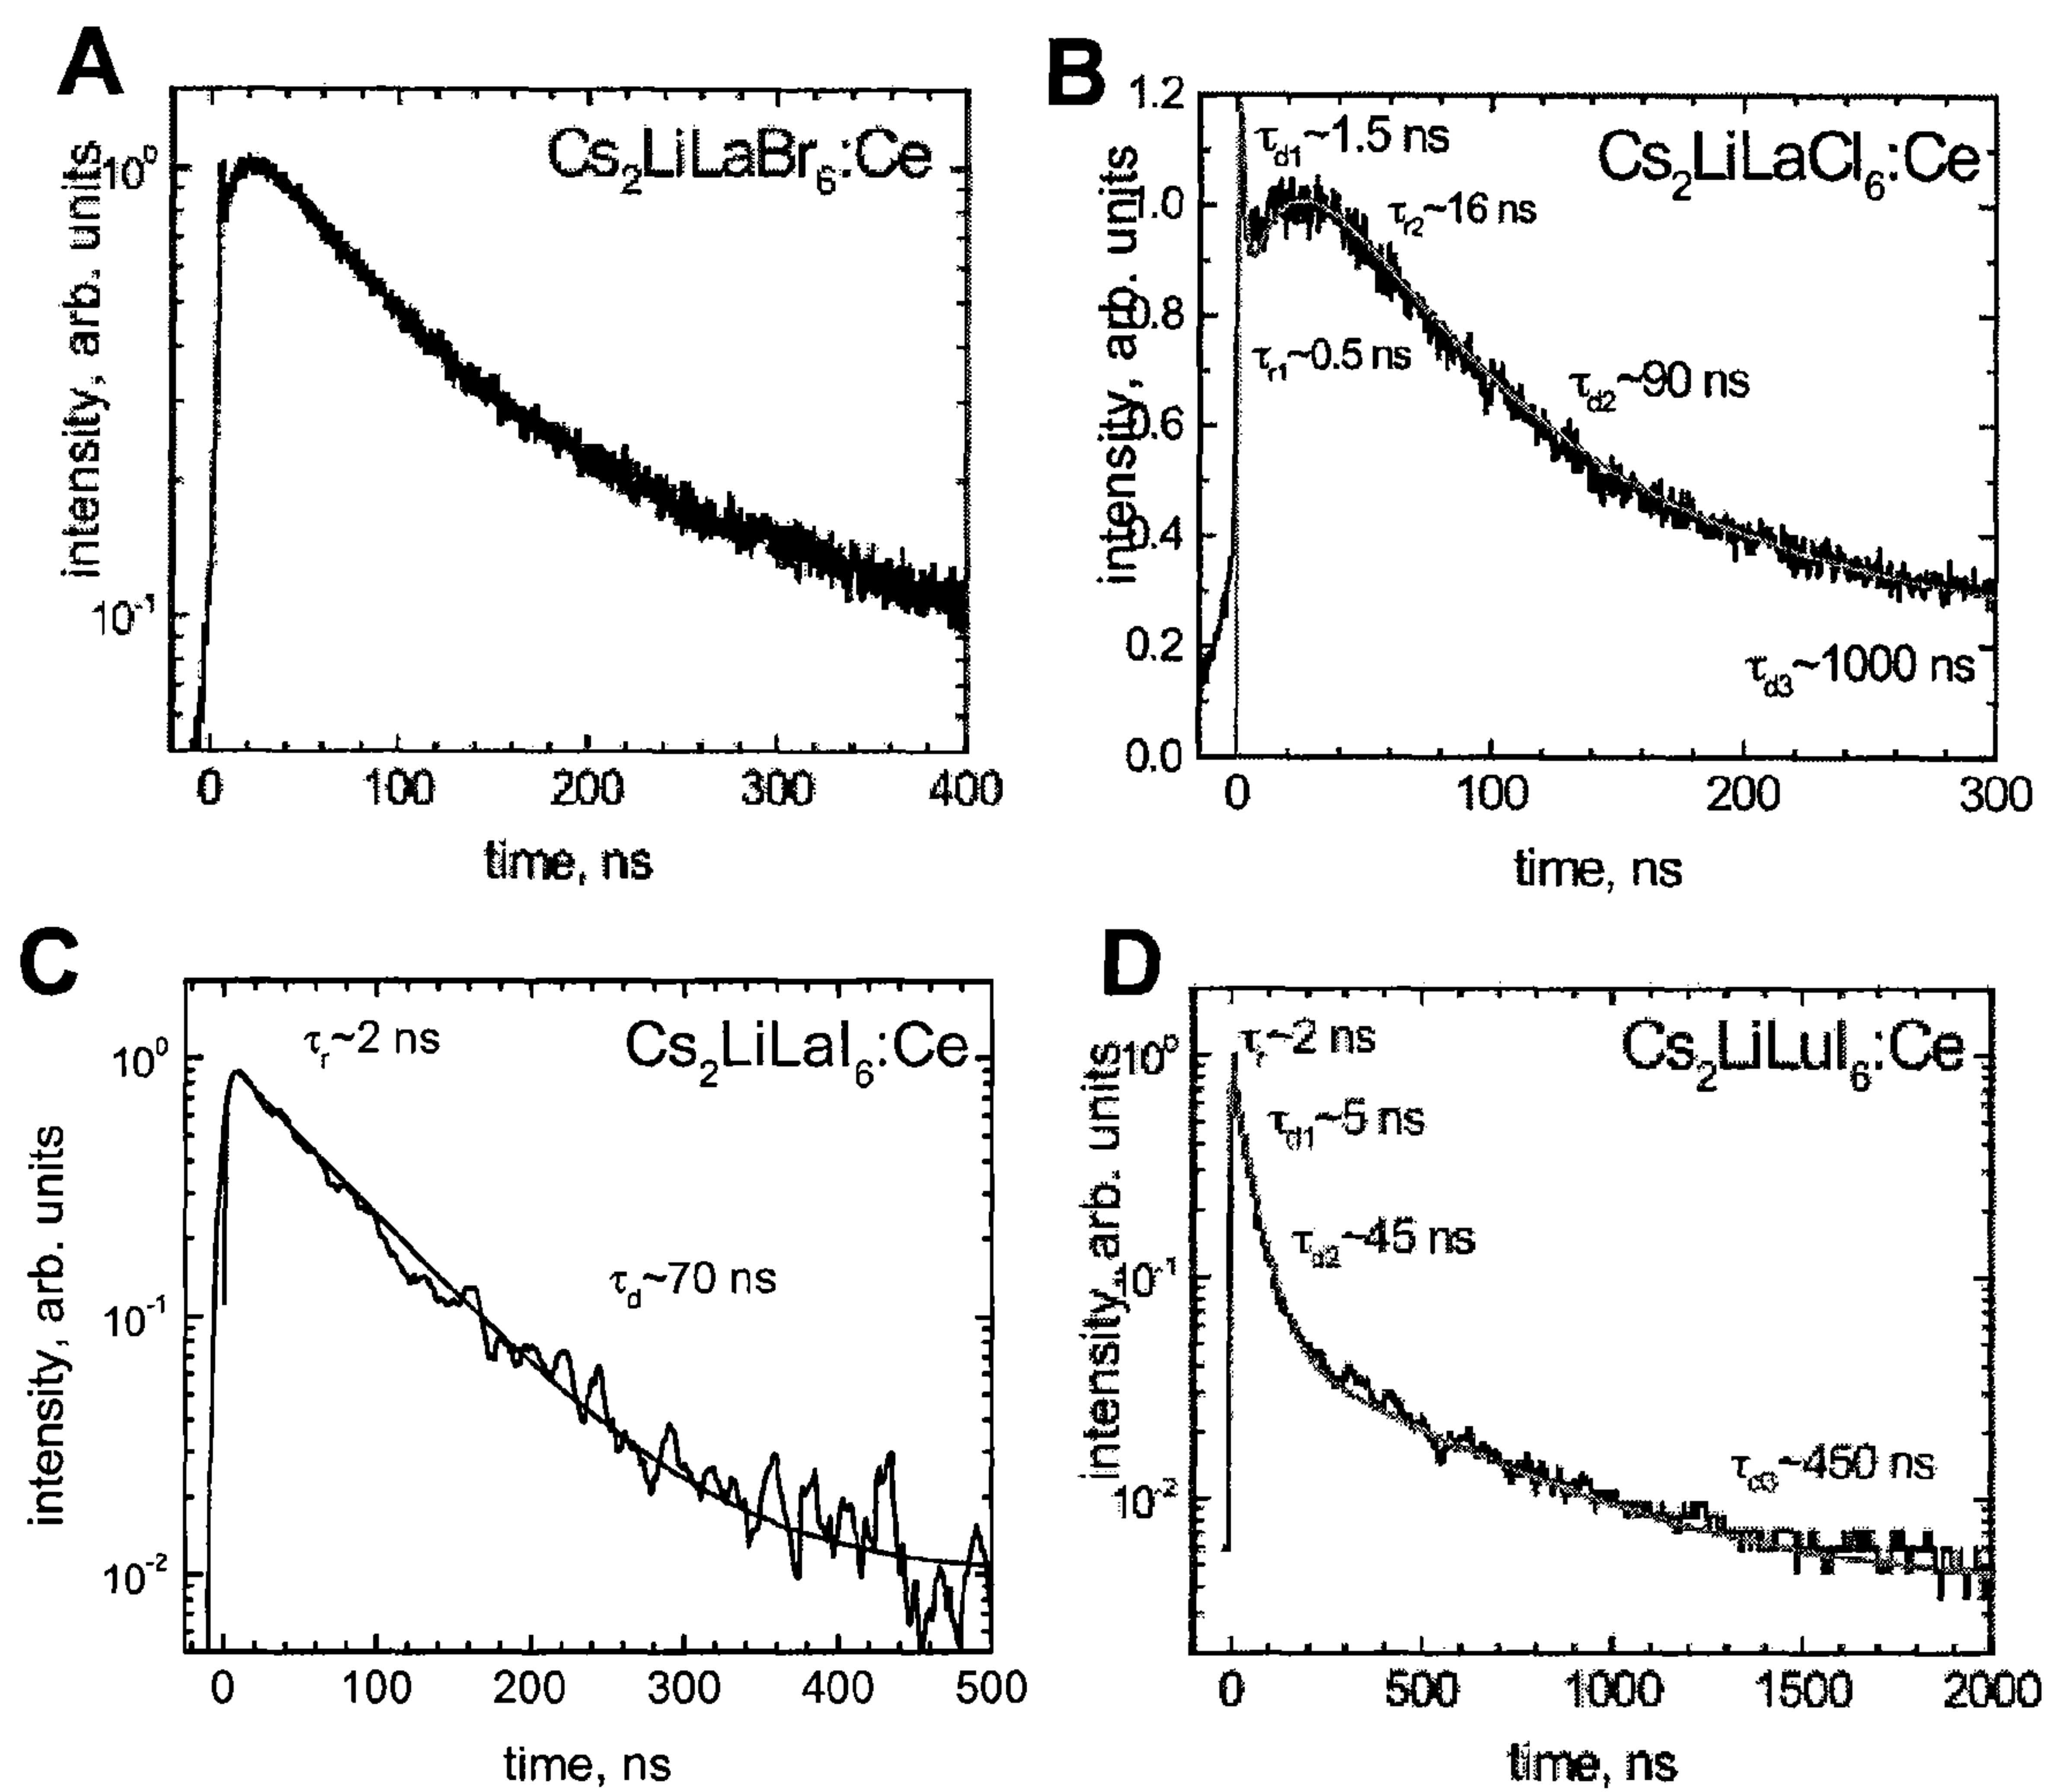 A
Cs₂LiLaBr₆:Ce
intensity, arb. units
10⁰
10⁻¹
0 100 200 300 400
time, ns
B
Cs₂LiLaCl₆:Ce
τd1~1.5 ns
τr2~16 ns
τr1~0.5 ns
τd2~90 ns
τd3~1000 ns
intensity, arb. units
1.2
1.0
0.8
0.6
0.4
0.2
0.0
0 100 200 300
time, ns
C
τr~2 ns
Cs₂LiLaI₆:Ce
τd~70 ns
intensity, arb. units
10⁰
10⁻¹
10⁻²
0 100 200 300 400 500
time, ns
D
τr~2 ns
Cs₂LiLuI₆:Ce
τd1~5 ns
τd2~45 ns
τd3~450 ns
intensity, arb. units
10⁰
10⁻¹
10⁻²
0 500 1000 1500 2000
time, ns